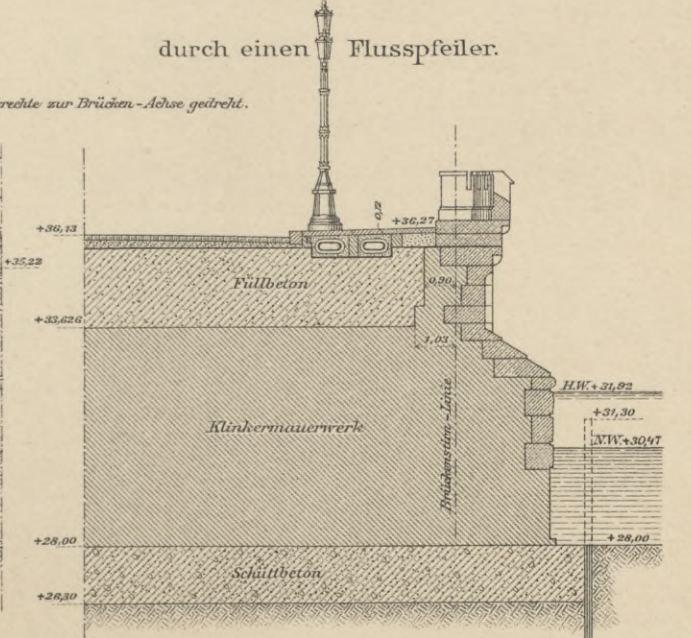 durch einen Flusspfeiler.
rechte zur Brücken-Achse gedreht.
+36,13
0,2
+36,27
+35,22
Füllbeton
0,90
+33,626
1,03
H.W.+31,92
+31,30
Klinkermauerwerk
Brückenstirn-Linie
N.W.+30,47
+28,00
+28,00
Schüttbeton
+26,30